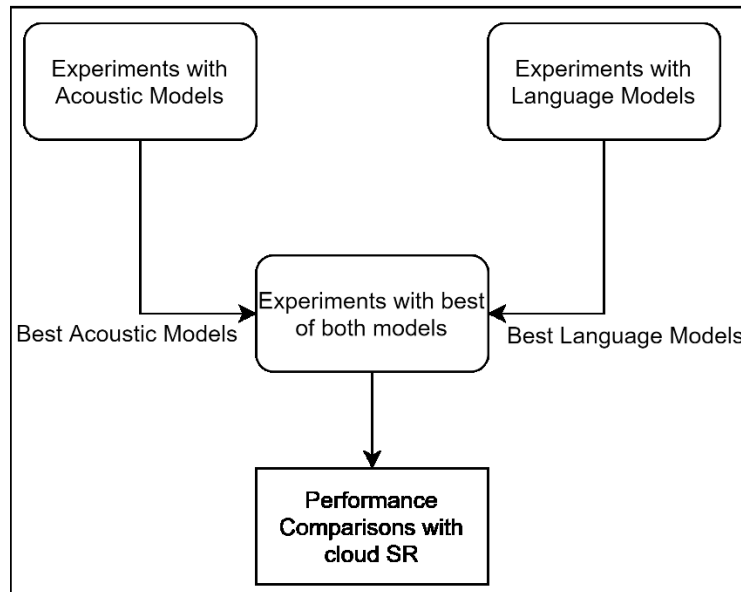 Experiments with
Acoustic Models
Experiments with
Language Models
Experiments with best
of both models
Best Acoustic Models
Best Language Models
Performance
Comparisons with
cloud SR